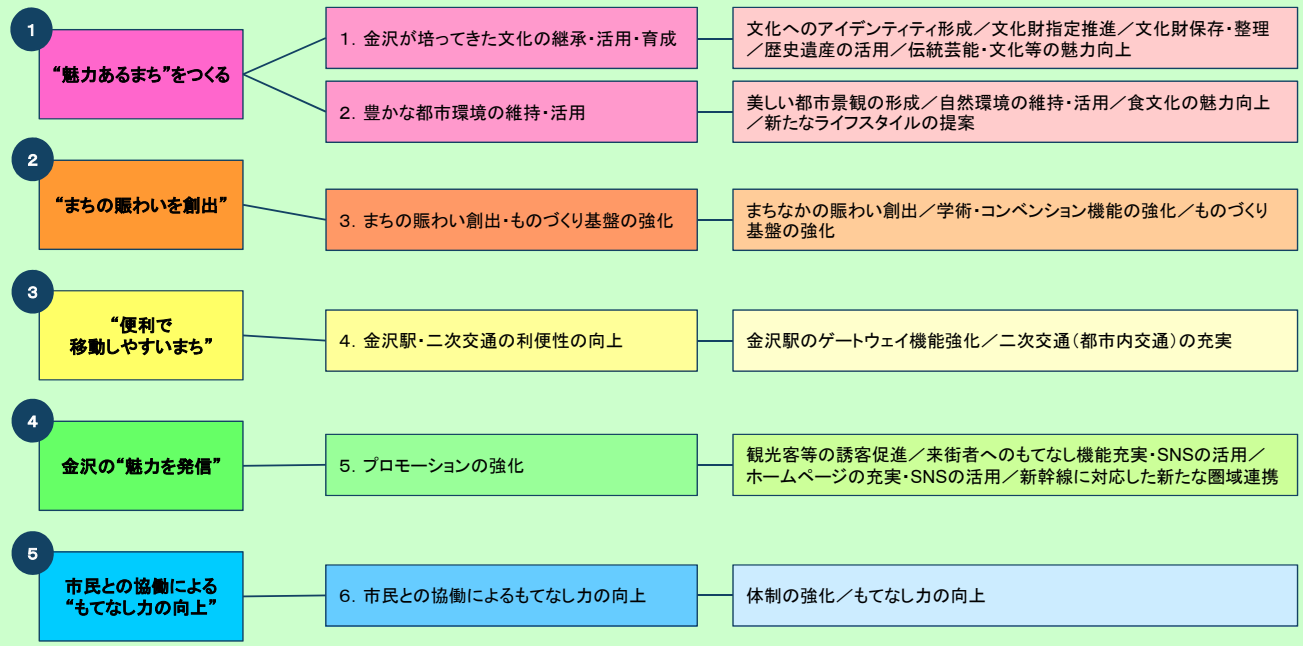 1
“魅力あるまち”をつくる
1．金沢が培ってきた文化の継承・活用・育成
文化へのアイデンティティ形成／文化財指定推進／文化財保存・整理
／歴史遺産の活用／伝統芸能・文化等の魅力向上
2．豊かな都市環境の維持・活用
美しい都市景観の形成／自然環境の維持・活用／食文化の魅力向上
／新たなライフスタイルの提案
2
“まちの賑わいを創出”
3．まちの賑わい創出・ものづくり基盤の強化
まちなかの賑わい創出／学術・コンベンション機能の強化／ものづくり
基盤の強化
3
“便利で
移動しやすいまち”
4．金沢駅・二次交通の利便性の向上
金沢駅のゲートウェイ機能強化／二次交通（都市内交通）の充実
4
金沢の“魅力を発信”
5．プロモーションの強化
観光客等の誘客促進／来街者へのもてなし機能充実・SNSの活用／
ホームページの充実・SNSの活用／新幹線に対応した新たな圏域連携
5
市民との協働による
“もてなし力の向上”
6．市民との協働によるもてなし力の向上
体制の強化／もてなし力の向上